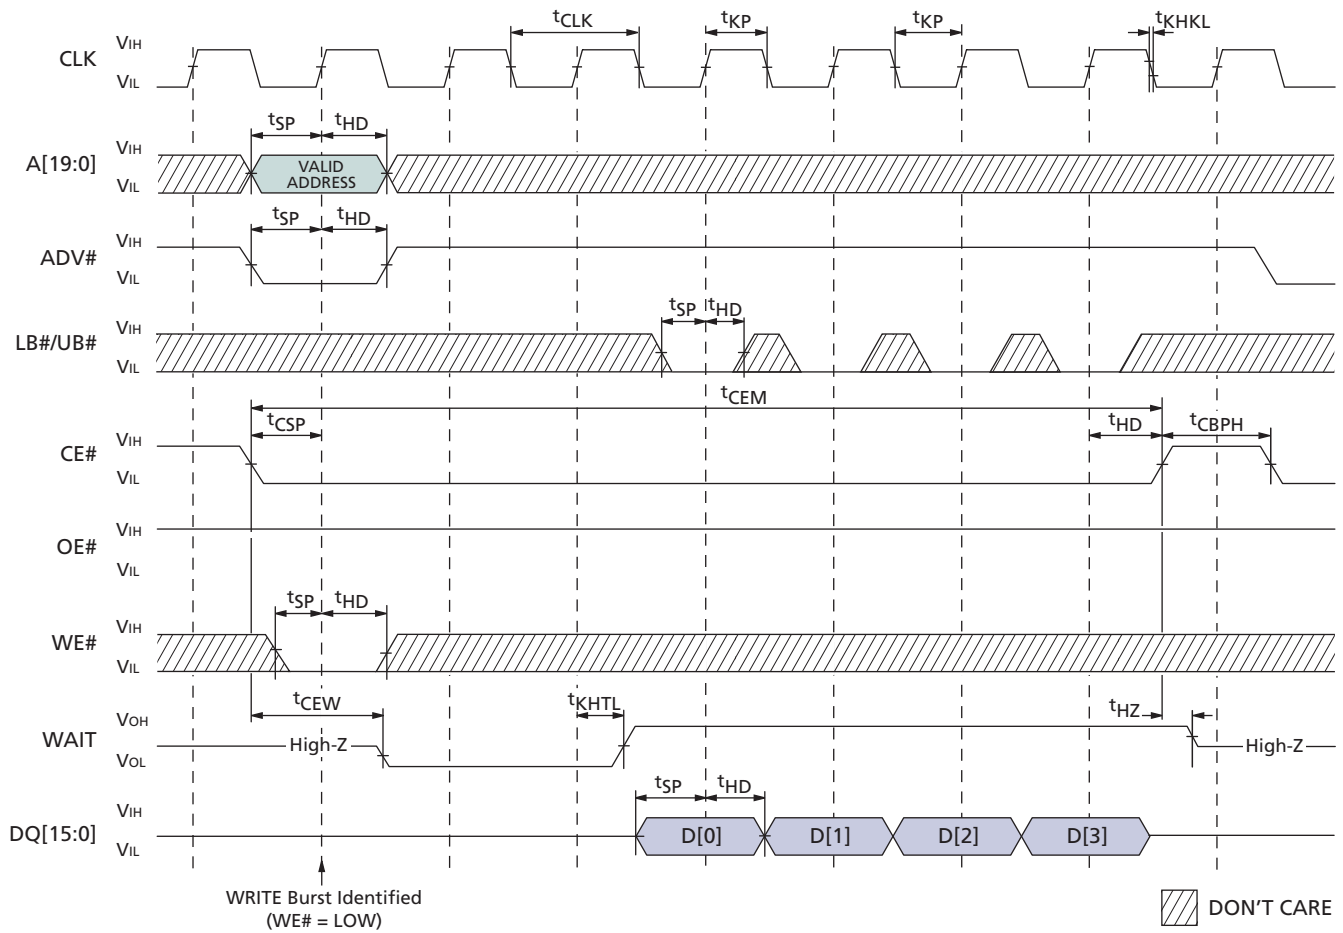 tCLK
tKP
tKP
tKHKL
CLK
VIH
VIL
tSP
tHD
A[19:0]
VIH
VIL
VALID
ADDRESS
tSP
tHD
ADV#
VIH
VIL
tSP
tHD
LB#/UB#
VIH
VIL
tCEM
tCSP
tHD
tCBPH
CE#
VIH
VIL
OE#
VIH
VIL
tSP
tHD
WE#
VIH
VIL
tCEW
tKHTL
tHZ
WAIT
VOH
VOL
High-Z
High-Z
tSP
tHD
DQ[15:0]
VIH
VIL
D[0]
D[1]
D[2]
D[3]
WRITE Burst Identified
(WE# = LOW)
DON'T CARE